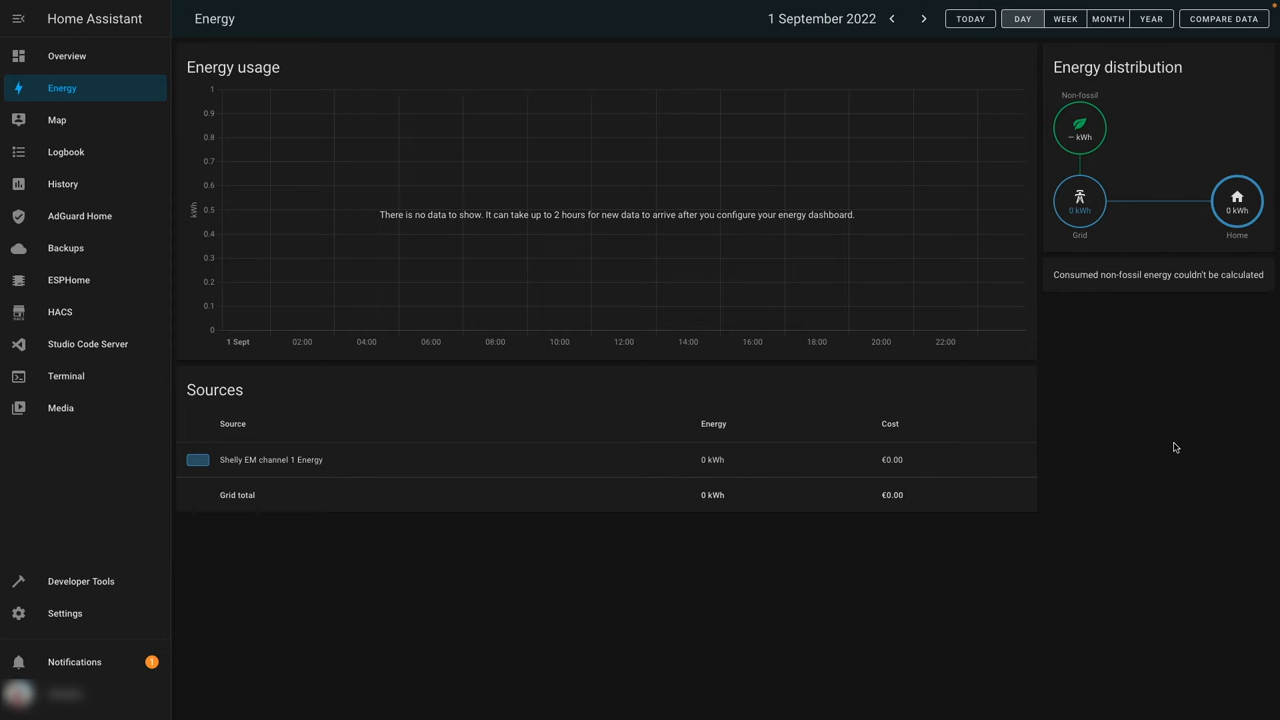 Home Assistant
Energy
1 September 2022
TODAY
DAY
WEEK
MONTH
YEAR
COMPARE DATA
Overview
Energy
Map
Logbook
History
AdGuard Home
Backups
ESPHome
HACS
HACS
Studio Code Server
Terminal
Media
Developer Tools
Settings
Notifications
1
Energy usage
1
0.9
0.8
0.7
0.6
0.5
0.4
0.3
0.2
0.1
0
kWh
There is no data to show. It can take up to 2 hours for new data to arrive after you configure your energy dashboard.
1 Sept
02:00
04:00
06:00
08:00
10:00
12:00
14:00
16:00
18:00
20:00
22:00
Sources
Source
Energy
Cost
Shelly EM channel 1 Energy
0 kWh
€0.00
Grid total
0 kWh
€0.00
Energy distribution
Non-fossil
— kWh
0 kWh
Grid
0 kWh
Home
Consumed non-fossil energy couldn't be calculated